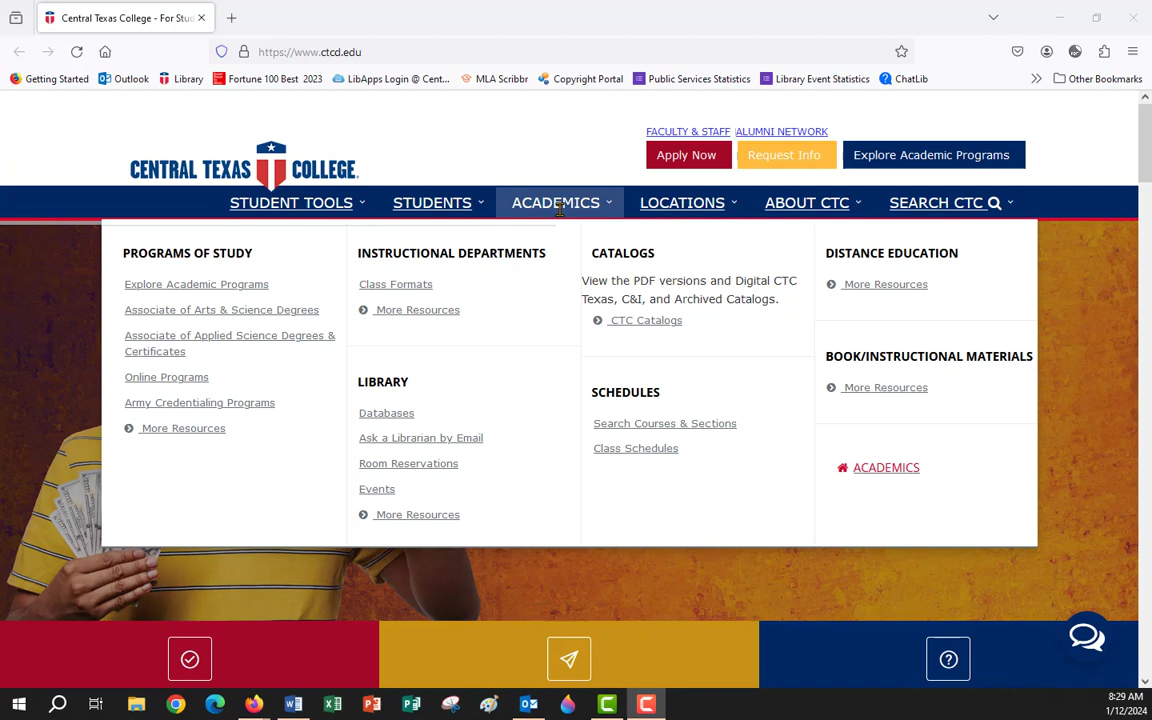 Central Texas College - For Stud
https://www.ctcd.edu
Getting Started
Outlook
Library
Fortune 100 Best 2023
LibApps Login @ Cent...
MLA Scribbr
Copyright Portal
Public Services Statistics
Library Event Statistics
ChatLib
Other Bookmarks
FACULTY & STAFF
ALUMNI NETWORK
CENTRAL TEXAS COLLEGE
Apply Now
Request Info
Explore Academic Programs
STUDENT TOOLS
STUDENTS
ACADEMICS
LOCATIONS
ABOUT CTC
SEARCH CTC
PROGRAMS OF STUDY
Explore Academic Programs
Associate of Arts & Science Degrees
Associate of Applied Science Degrees &
Certificates
Online Programs
Army Credentialing Programs
More Resources
INSTRUCTIONAL DEPARTMENTS
Class Formats
More Resources
LIBRARY
Databases
Ask a Librarian by Email
Room Reservations
Events
More Resources
CATALOGS
View the PDF versions and Digital CTC
Texas, C&I, and Archived Catalogs.
CTC Catalogs
SCHEDULES
Search Courses & Sections
Class Schedules
DISTANCE EDUCATION
More Resources
BOOK/INSTRUCTIONAL MATERIALS
More Resources
ACADEMICS
8:29 AM
1/12/2024